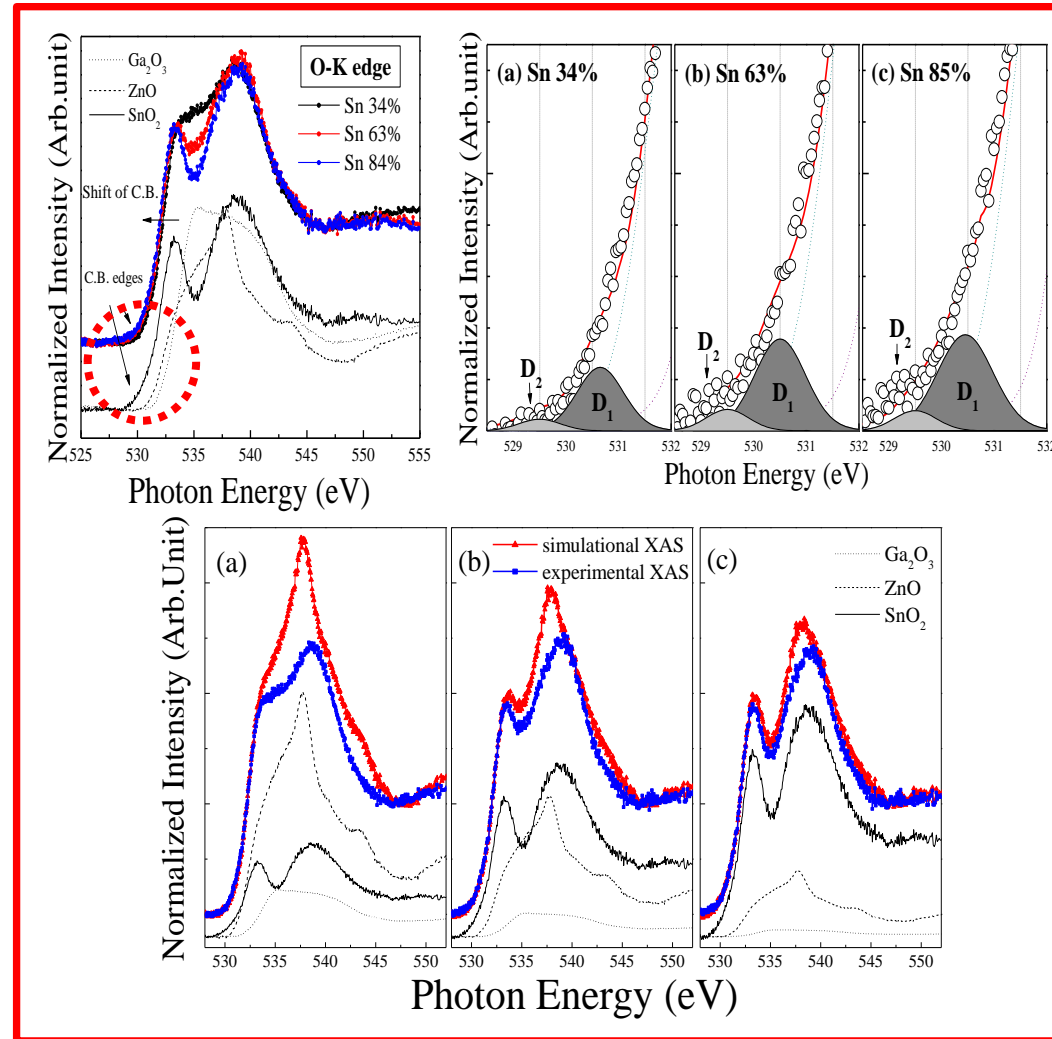 Normalized Intensity (Arb.unit)
Ga2O3
ZnO
SnO2
O-K edge
Sn 34%
Sn 63%
Sn 84%
Shift of C.B.
C.B. edges
525 530 535 540 545 550 555
Photon Energy (eV)
Normalized Intensity (Arb.unit)
(a) Sn 34%
(b) Sn 63%
(c) Sn 85%
D2
D1
D2
D1
D2
D1
529 530 531 532 529 530 531 532 529 530 531 532
Photon Energy (eV)
Normalized Intensity (Arb.Unit)
(a)
(b)
(c)
simulational XAS
experimental XAS
Ga2O3
ZnO
SnO2
530 535 540 545 550 530 535 540 545 550 530 535 540 545 550
Photon Energy (eV)